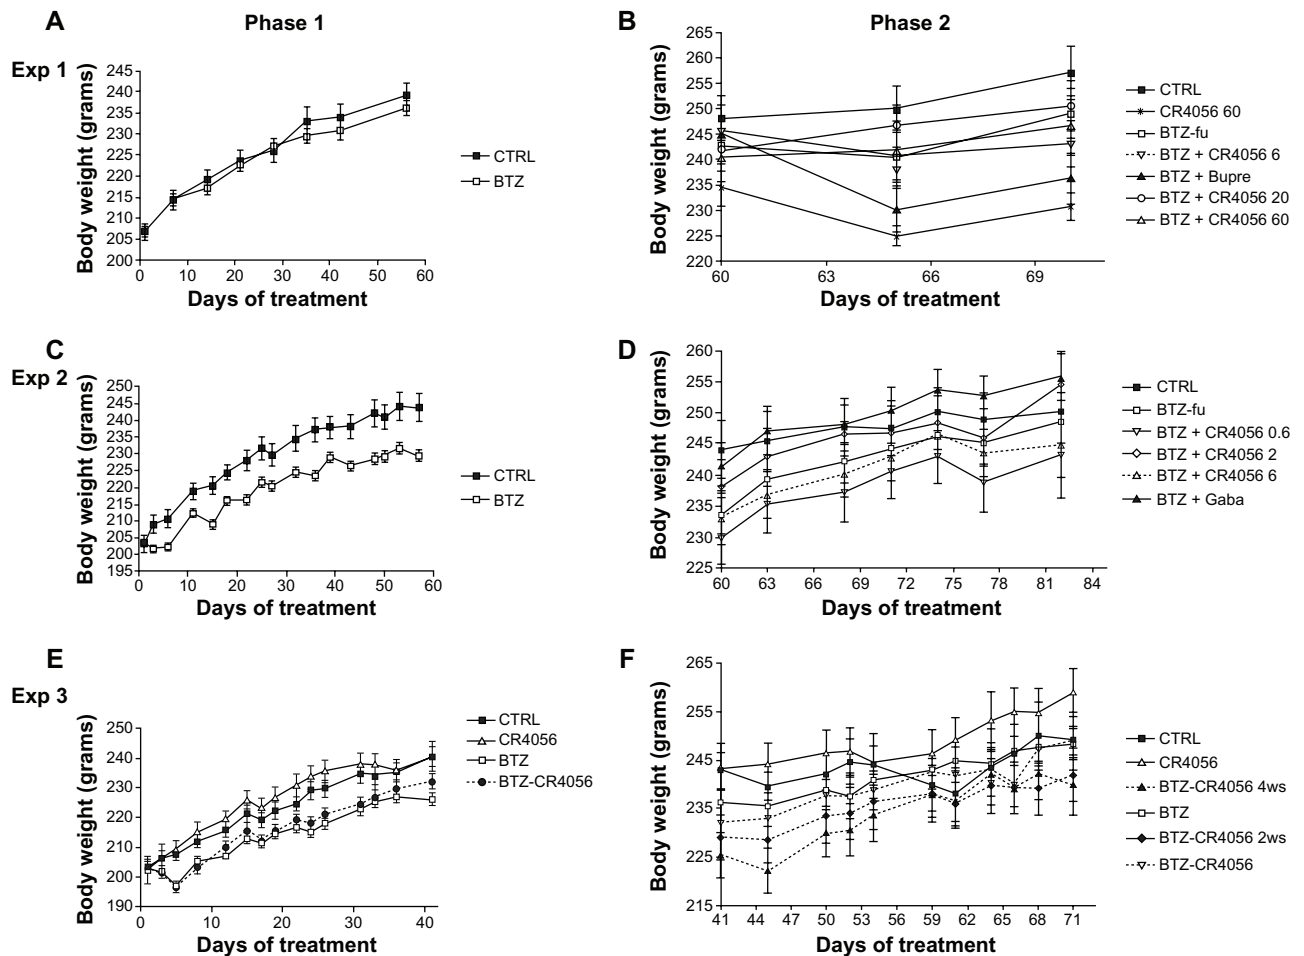 A
Phase 1
Exp 1
Body weight (grams)
245
240
235
230
225
220
215
210
205
200
0
10
20
30
40
50
60
Days of treatment
CTRL
BTZ
B
Phase 2
Body weight (grams)
265
260
255
250
245
240
235
230
225
220
60
63
66
69
Days of treatment
CTRL
CR4056 60
BTZ-fu
BTZ + CR4056 6
BTZ + Bupre
BTZ + CR4056 20
BTZ + CR4056 60
C
Exp 2
Body weight (grams)
250
245
240
235
230
225
220
215
210
205
200
195
0
10
20
30
40
50
60
Days of treatment
CTRL
BTZ
D
Body weight (grams)
260
255
250
245
240
235
230
225
60
63
66
69
72
75
78
81
84
Days of treatment
CTRL
BTZ-fu
BTZ + CR4056 0.6
BTZ + CR4056 2
BTZ + CR4056 6
BTZ + Gaba
E
Exp 3
Body weight (grams)
250
240
230
220
210
200
190
0
10
20
30
40
Days of treatment
CTRL
CR4056
BTZ
BTZ-CR4056
F
Body weight (grams)
265
255
245
235
225
215
41
44
47
50
53
56
59
62
65
68
71
Days of treatment
CTRL
CR4056
BTZ-CR4056 4ws
BTZ
BTZ-CR4056 2ws
BTZ-CR4056